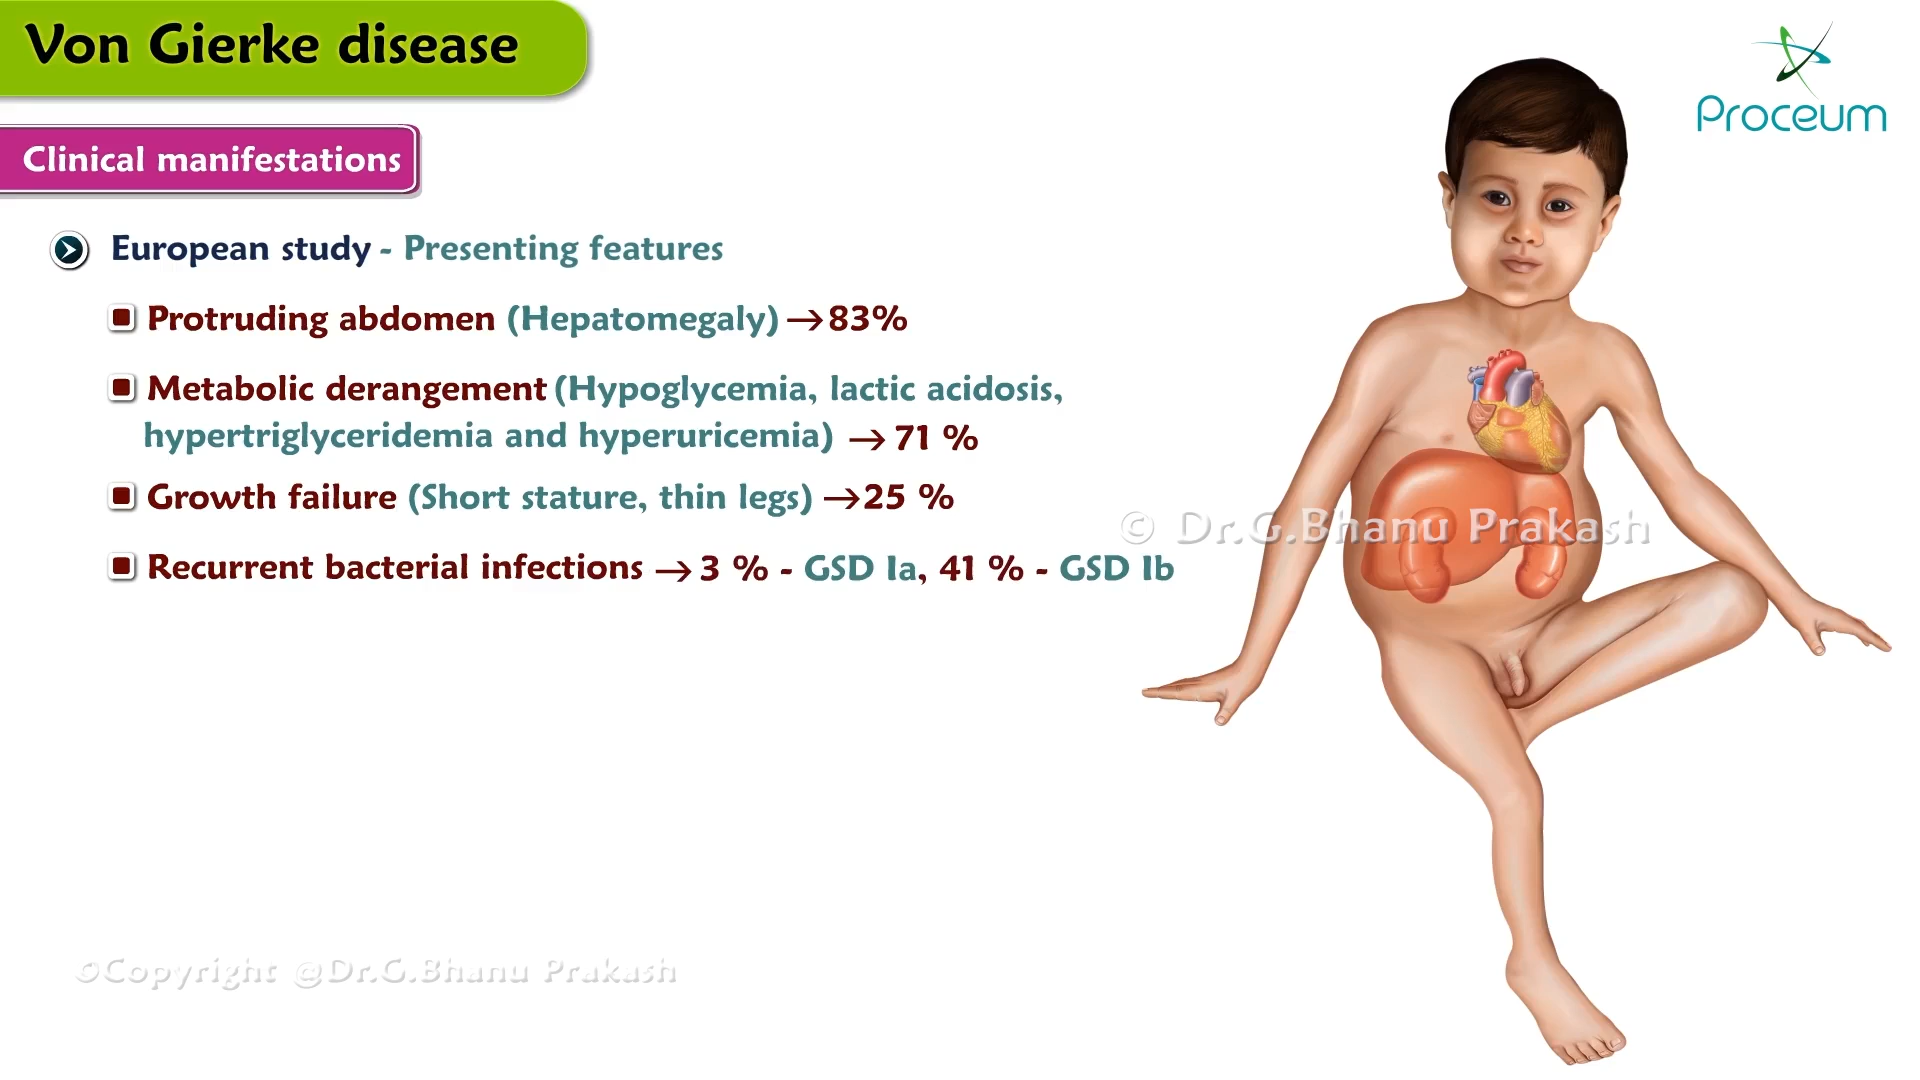 Von Gierke disease
Proceum
Clinical manifestations
European study - Presenting features
Protruding abdomen (Hepatomegaly) → 83%
Metabolic derangement (Hypoglycemia, lactic acidosis,
hypertriglyceridemia and hyperuricemia) → 71 %
Growth failure (Short stature, thin legs) → 25 %
© Dr.G.Bhanu Prakash
Recurrent bacterial infections → 3 % - GSD Ia, 41 % - GSD Ib
©Copyright @Dr.G.Bhanu Prakash